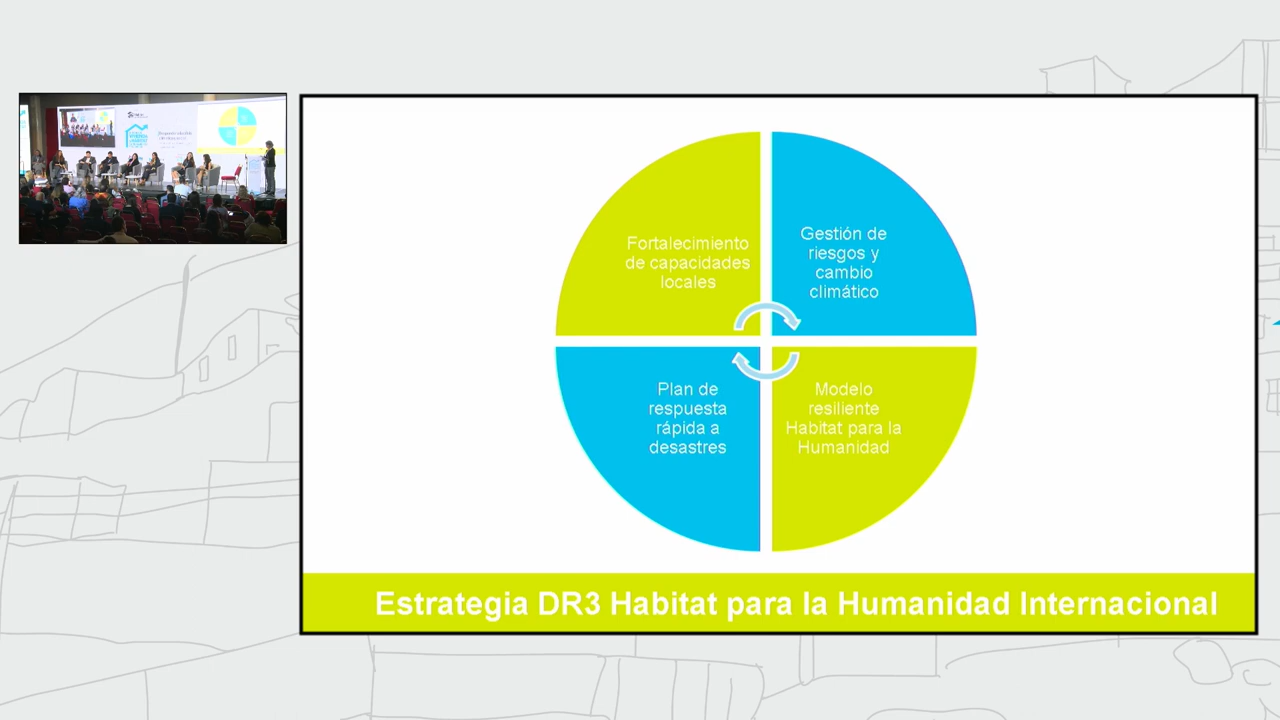 Fortalecimiento
de capacidades
locales
Gestión de
riesgos y
cambio
climático
Plan de
respuesta
rápida a
desastres
Modelo
resiliente
Habitat para la
Humanidad
Estrategia DR3 Habitat para la Humanidad Internacional